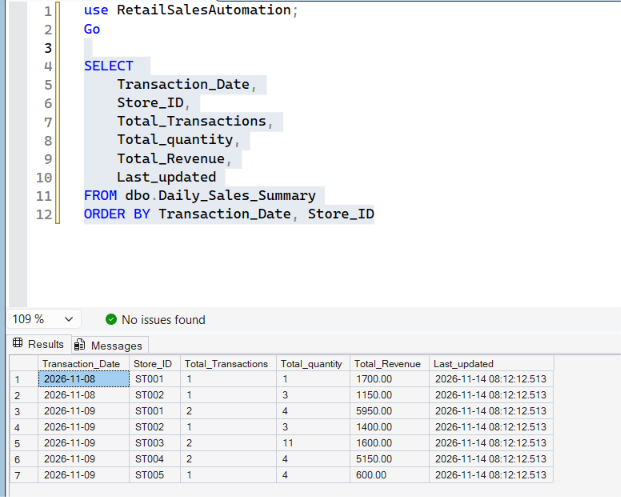 1 use RetailSalesAutomation;
2 Go
3
4 SELECT
5 Transaction_Date,
6 Store_ID,
7 Total_Transactions,
8 Total_quantity,
9 Total_Revenue,
10 Last_updated
11 FROM dbo.Daily_Sales_Summary
12 ORDER BY Transaction_Date, Store_ID
109 % No issues found
Results Messages
Transaction_Date Store_ID Total_Transactions Total_quantity Total_Revenue Last_updated
1 2026-11-08 ST001 1 1 1700.00 2026-11-14 08:12:12.513
2 2026-11-08 ST002 1 3 1150.00 2026-11-14 08:12:12.513
3 2026-11-09 ST001 2 4 5950.00 2026-11-14 08:12:12.513
4 2026-11-09 ST002 1 3 1400.00 2026-11-14 08:12:12.513
5 2026-11-09 ST003 2 11 1600.00 2026-11-14 08:12:12.513
6 2026-11-09 ST004 2 4 5150.00 2026-11-14 08:12:12.513
7 2026-11-09 ST005 1 4 600.00 2026-11-14 08:12:12.513